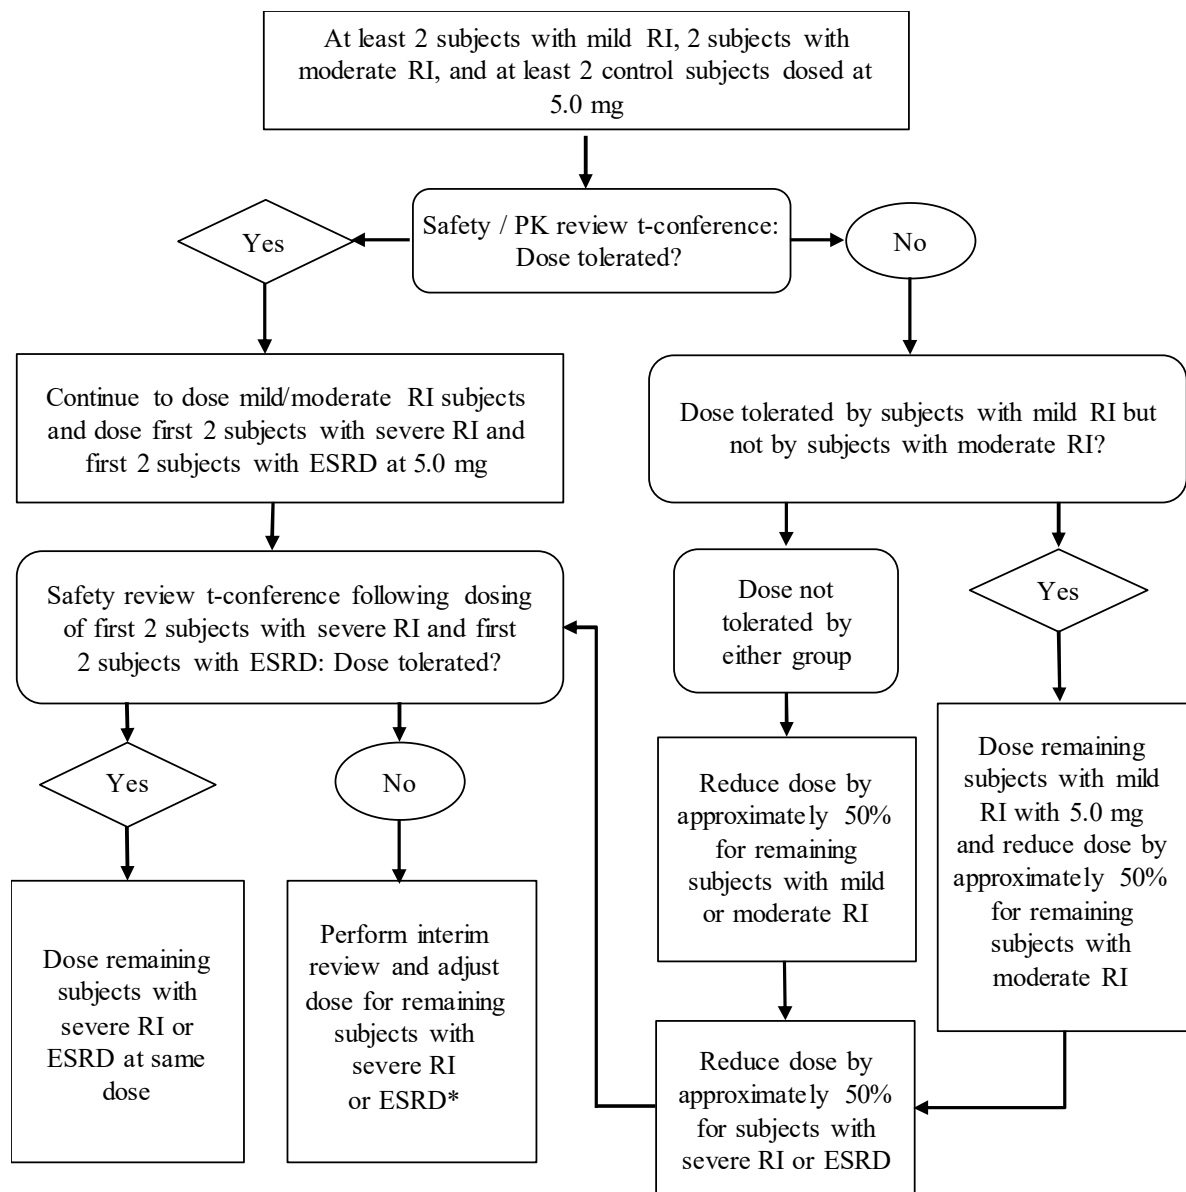 At least 2 subjects with mild RI, 2 subjects with
moderate RI, and at least 2 control subjects dosed at
5.0 mg
Yes
Safety / PK review t-conference:
Dose tolerated?
No
Continue to dose mild/moderate RI subjects
and dose first 2 subjects with severe RI and
first 2 subjects with ESRD at 5.0 mg
Dose tolerated by subjects with mild RI but
not by subjects with moderate RI?
Safety review t-conference following dosing
of first 2 subjects with severe RI and first
2 subjects with ESRD: Dose tolerated?
Dose not
tolerated by
either group
Yes
Yes
No
Reduce dose by
approximately 50%
for remaining
subjects with mild
or moderate RI
Dose remaining
subjects with mild
RI with 5.0 mg
and reduce dose by
approximately 50%
for remaining
subjects with
moderate RI
Dose remaining
subjects with
severe RI or
ESRD at same
dose
Perform interim
review and adjust
dose for remaining
subjects with
severe RI
or ESRD*
Reduce dose by
approximately 50%
for subjects with
severe RI or ESRD